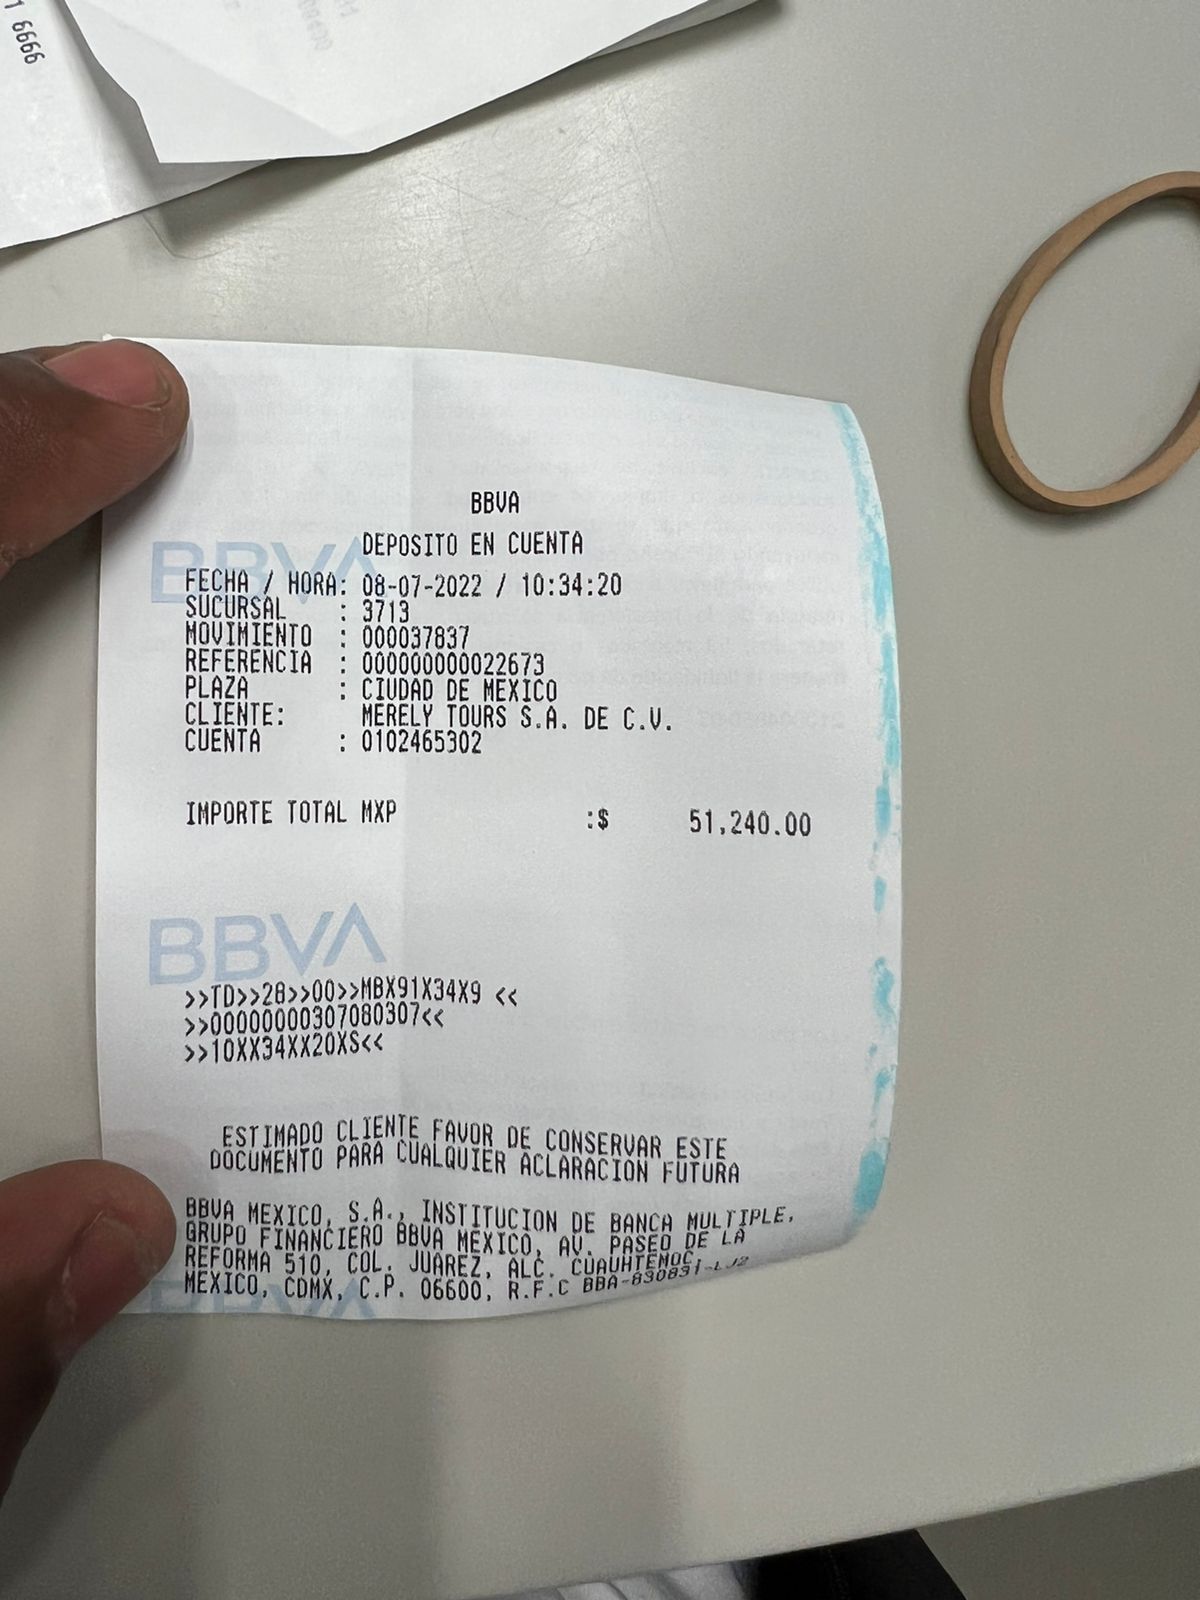 1 6666
BBVA
DEPOSITO EN CUENTA
BBVA
FECHA / HORA: 08-07-2022 / 10:34:20
SUCURSAL : 3713
MOVIMIENTO : 000037837
REFERENCIA : 000000000022673
PLAZA : CIUDAD DE MEXICO
CLIENTE: MERELY TOURS S.A. DE C.V.
CUENTA : 0102465302
IMPORTE TOTAL MXP :$ 51,240.00
BBVA
>>TD>>28>>00>>MBX91X34X9 <<
>>00000000307080307<<
>>10XX34XX20XS<<
ESTIMADO CLIENTE FAVOR DE CONSERVAR ESTE
DOCUMENTO PARA CUALQUIER ACLARACION FUTURA
BBVA MEXICO, S.A., INSTITUCION DE BANCA MULTIPLE,
GRUPO FINANCIERO BBVA MEXICO, AV. PASEO DE LA
REFORMA 510, COL. JUAREZ, ALC. CUAUHTEMOC,
MEXICO, CDMX, C.P. 06600, R.F.C BBA-830831-LJ2